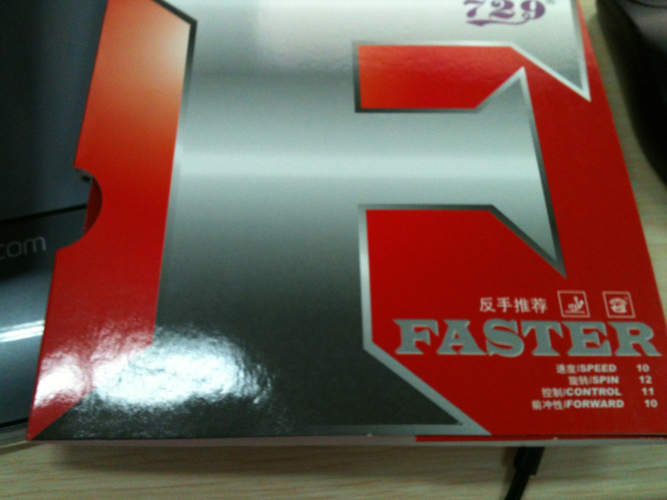 729
com
反手推荐
FASTER
速度/SPEED 10
旋转/SPIN 12
控制/CONTROL 11
前冲性/FORWARD 10